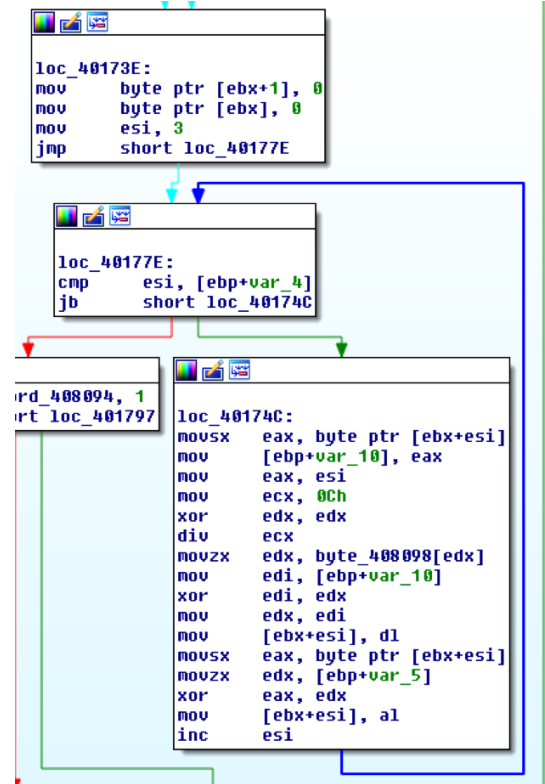 loc_40173E:
mov byte ptr [ebx+1], 0
mov byte ptr [ebx], 0
mov esi, 3
jmp short loc_40177E
loc_40177E:
cmp esi, [ebp+var_4]
jb short loc_40174C
rd_408094, 1
rt loc_401797
loc_40174C:
movsx eax, byte ptr [ebx+esi]
mov [ebp+var_10], eax
mov eax, esi
mov ecx, 0Ch
xor edx, edx
div ecx
movzx edx, byte_408098[edx]
mov edi, [ebp+var_10]
xor edi, edx
mov edx, edi
mov [ebx+esi], dl
movsx eax, byte ptr [ebx+esi]
movzx edx, [ebp+var_5]
xor eax, edx
mov [ebx+esi], al
inc esi